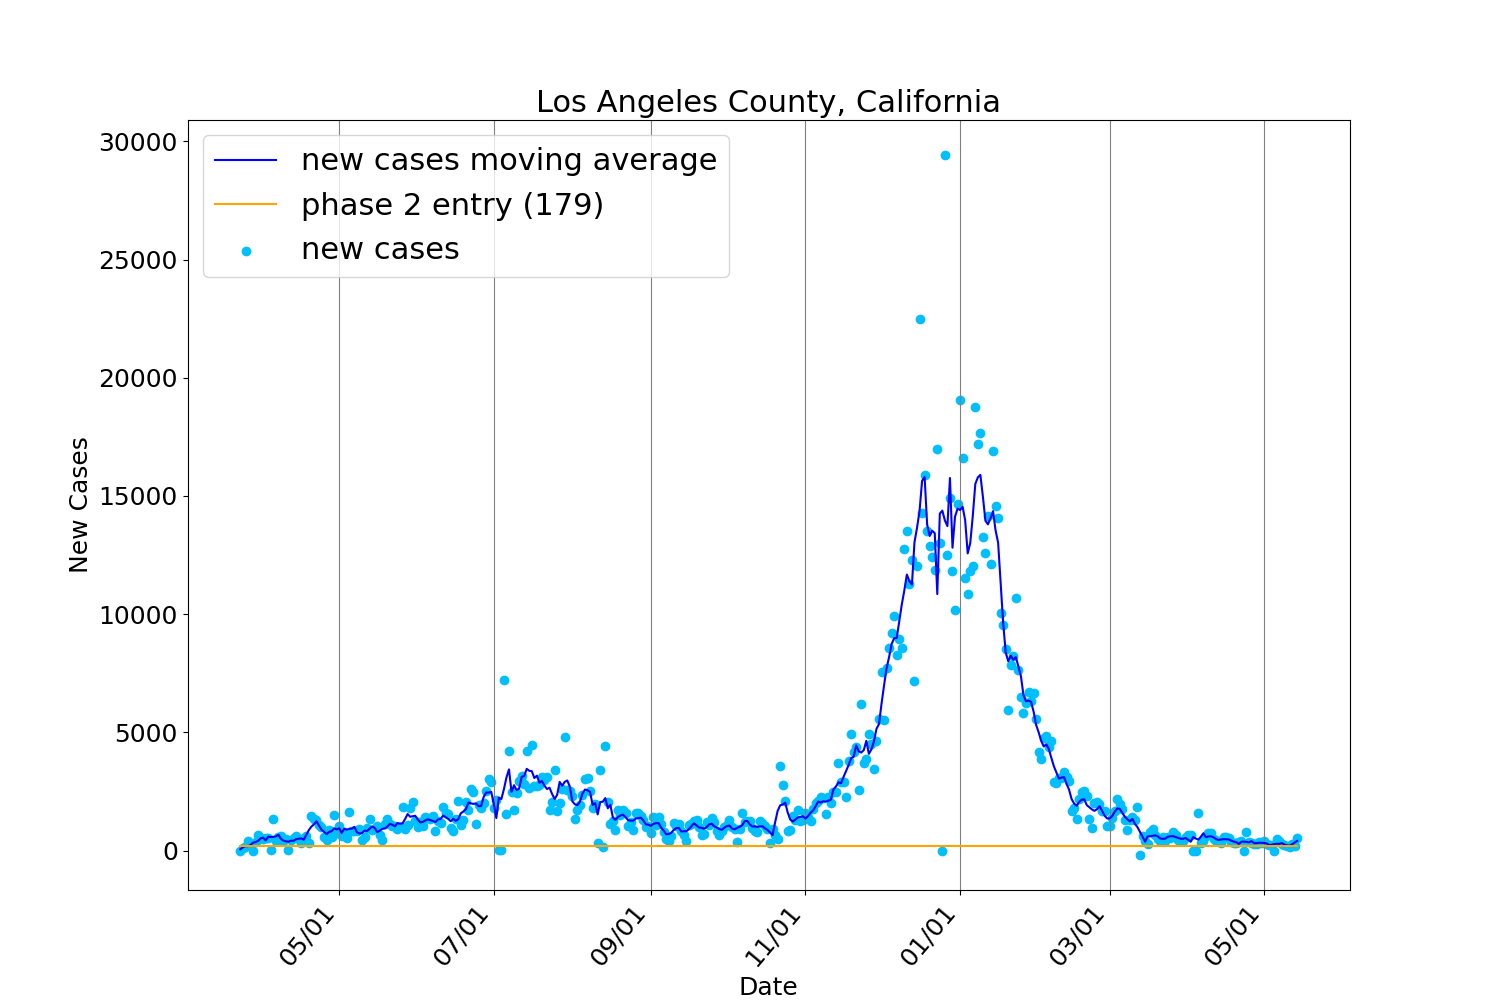 Los Angeles County, California
30000
25000
20000
15000
10000
5000
0
New Cases
new cases moving average
phase 2 entry (179)
new cases
05/01
07/01
09/01
11/01
01/01
03/01
05/01
Date